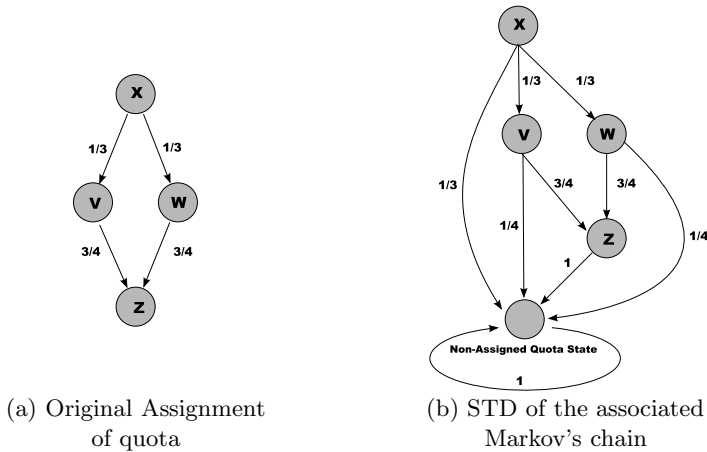 X
1/3
1/3
V
W
3/4
3/4
Z
(a) Original Assignment
of quota
X
1/3
1/3
V
W
1/3
3/4
3/4
1/4
1/4
Z
1
Non-Assigned Quota State
1
(b) STD of the associated
Markov's chain